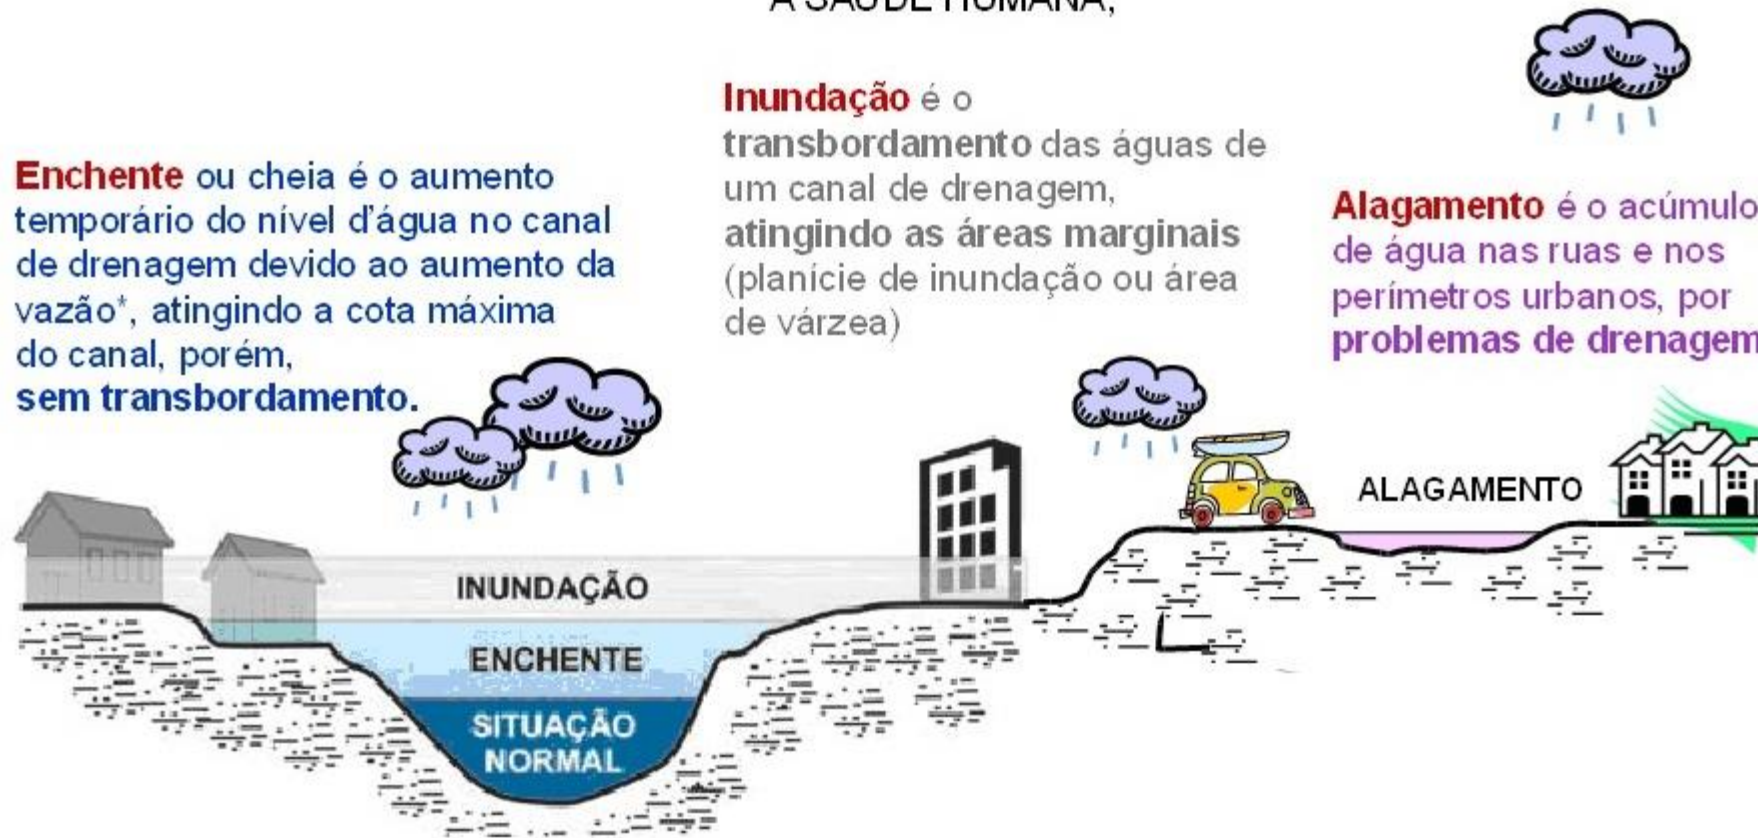 A SAÚDE HUMANA;
Enchente ou cheia é o aumento
temporário do nível d'água no canal
de drenagem devido ao aumento da
vazão*, atingindo a cota máxima
do canal, porém,
sem transbordamento.
Inundação é o
transbordamento das águas de
um canal de drenagem,
atingindo as áreas marginais
(planície de inundação ou área
de várzea)
Alagamento é o acúmulo
de água nas ruas e nos
perímetros urbanos, por
problemas de drenagem
ALAGAMENTO
INUNDAÇÃO
ENCHENTE
SITUAÇÃO
NORMAL